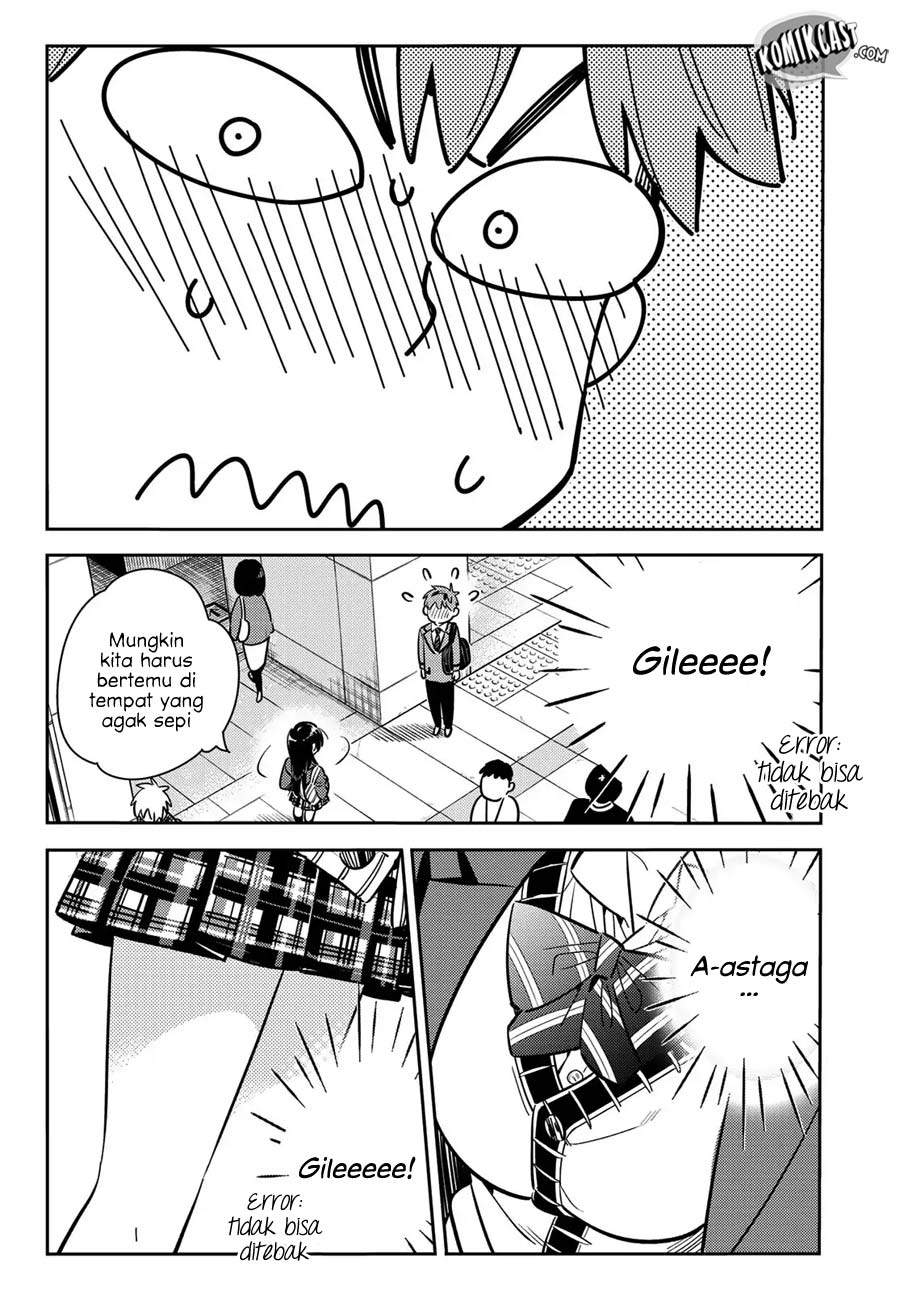 KOMIKCAST
.COM
Gileeee!
Error:
tidak bisa
ditebak
Mungkin
kita harus
bertemu di
tempat yang
agak sepi
A-astaga
...
Gileeeee!
Error:
tidak bisa
ditebak